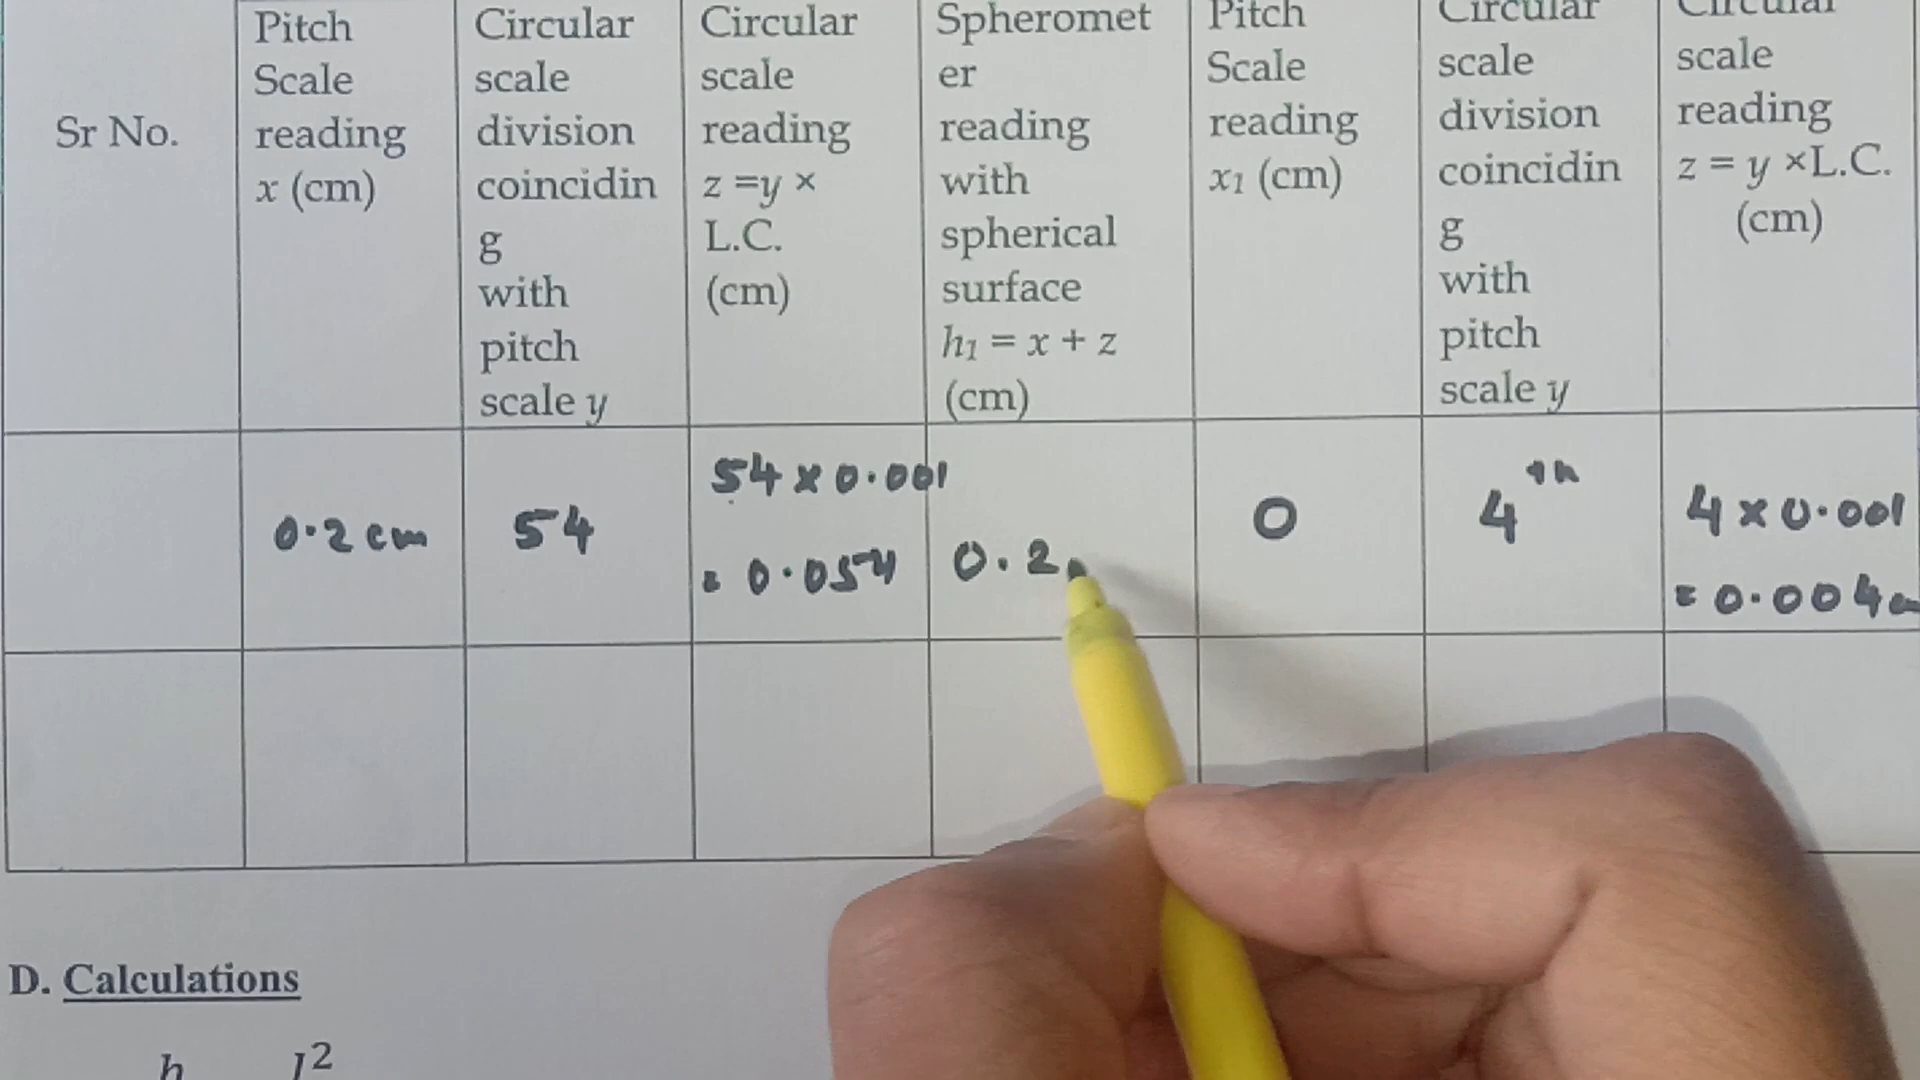 Sr No.
Pitch
Scale
reading
x (cm)
Circular
scale
division
coincidin
g
with
pitch
scale y
Circular
scale
reading
z =y ×
L.C.
(cm)
Spheromet
er
reading
with
spherical
surface
h₁ = x + z
(cm)
Pitch
Scale
reading
x₁ (cm)
Circular
scale
division
coincidin
g
with
pitch
scale y
Circular
scale
reading
z = y ×L.C.
(cm)
0.2 cm
54
54 x 0.001
= 0.054
0.2
0
4th
4 x 0.001
= 0.004
D. Calculations
h
l²